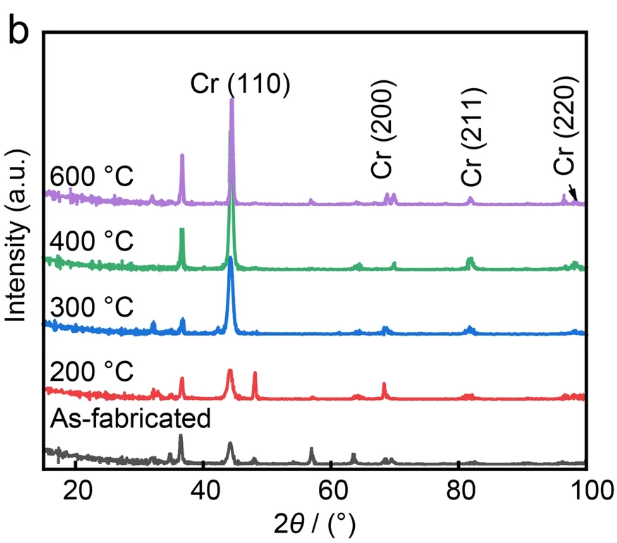 b
Cr (110)
Cr (200)
Cr (211)
Cr (220)
600 °C
400 °C
300 °C
200 °C
As-fabricated
Intensity (a.u.)
20 40 60 80 100
2θ / (°)